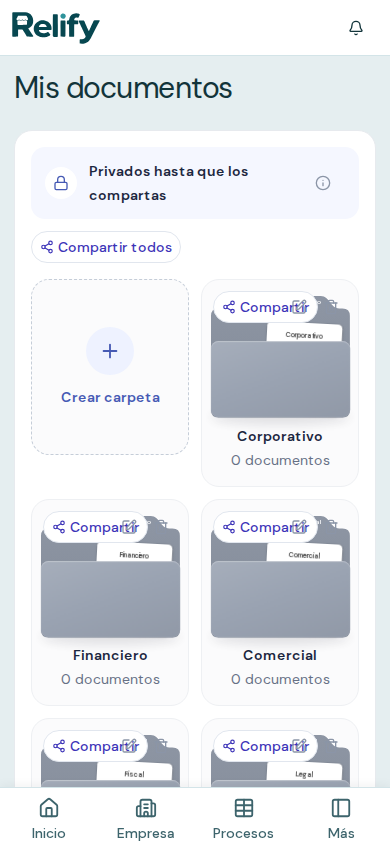 Relify
Mis documentos
Privados hasta que los
compartas
Compartir todos
Crear carpeta
Compartir
Corporativo
Corporativo
0 documentos
Compartir
Financiero
Financiero
0 documentos
Compartir
Comercial
Comercial
0 documentos
Compartir
Fiscal
Compartir
Legal
Inicio
Empresa
Procesos
Más